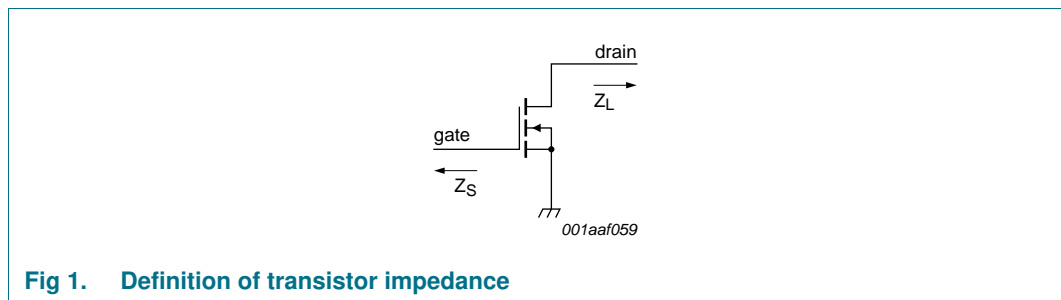 drain
Z_L
gate
Z_S
001aaf059
Fig 1. Definition of transistor impedance